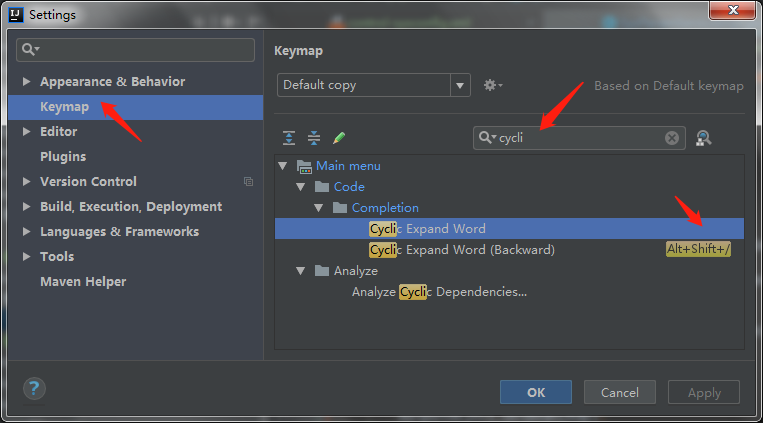 Settings
Keymap
Appearance & Behavior
Keymap
Editor
Plugins
Version Control
Build, Execution, Deployment
Languages & Frameworks
Tools
Maven Helper
Default copy
Based on Default keymap
cycli
Main menu
Code
Completion
Cyclic Expand Word
Cyclic Expand Word (Backward) Alt+Shift+/
Analyze
Analyze Cyclic Dependencies...
?
OK Cancel Apply